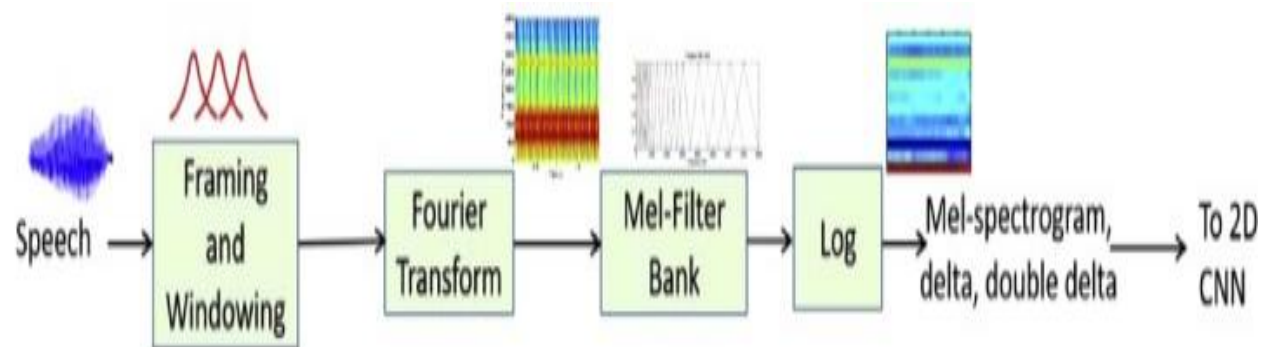 Speech
Framing
and
Windowing
Fourier
Transform
Mel-Filter
Bank
Log
Mel-spectrogram,
delta, double delta
To 2D
CNN